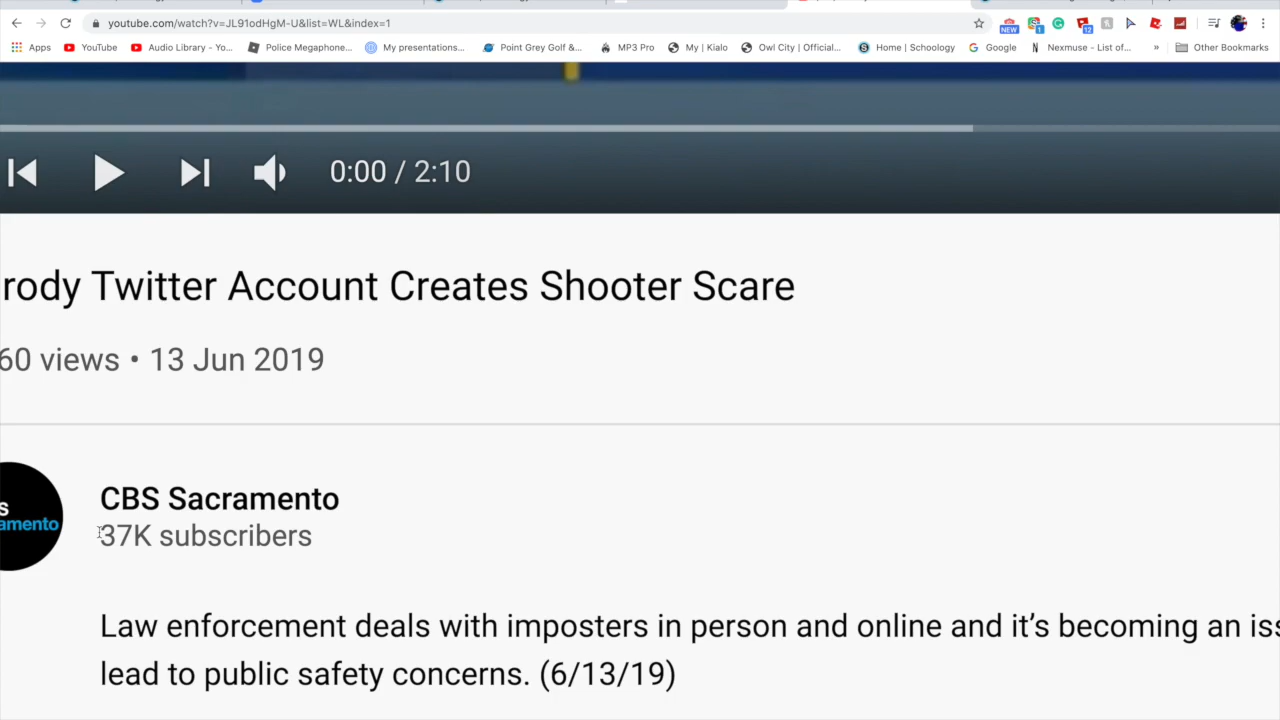 youtube.com/watch?v=JL91odHgM-U&list=WL&index=1
NEW 1 12
Apps YouTube Audio Library - Yo... Police Megaphone... My presentations... Point Grey Golf &... MP3 Pro My | Kialo Owl City | Official... Home | Schoology Google Nexmuse - List of... » Other Bookmarks
0:00 / 2:10
rody Twitter Account Creates Shooter Scare
60 views • 13 Jun 2019
CBS Sacramento
S
amento
37K subscribers
Law enforcement deals with imposters in person and online and it's becoming an iss
lead to public safety concerns. (6/13/19)